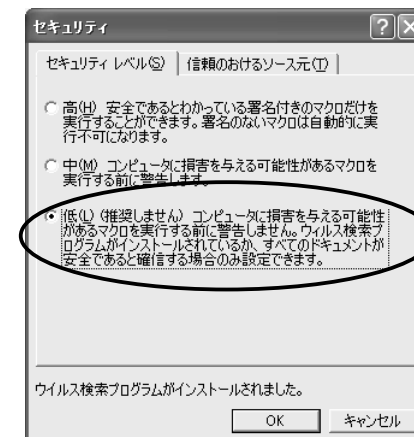 セキュリティ
セキュリティ レベル(S)
信頼のおけるソース元(T)
高(H) 安全であるとわかっている署名付きのマクロだけを
実行することができます。署名のないマクロは自動的に実
行不可になります。
中(M) コンピュータに損害を与える可能性があるマクロを
実行する前に警告します。
低(L) (推奨しません) コンピュータに損害を与える可能性
があるマクロを実行する前に警告しません。ウィルス検索プ
ログラムがインストールされているか、すべてのドキュメントが
安全であると確信する場合のみ設定できます。
ウイルス検索プログラムがインストールされました。
OK
キャンセル